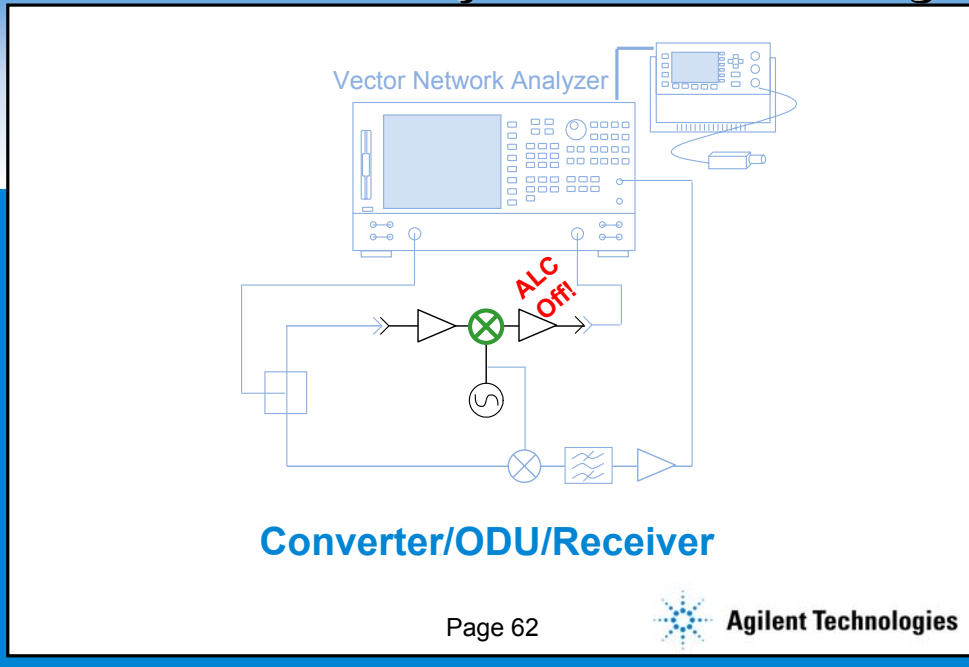 Vector Network Analyzer
ALC
Off!
Converter/ODU/Receiver
Page 62
Agilent Technologies